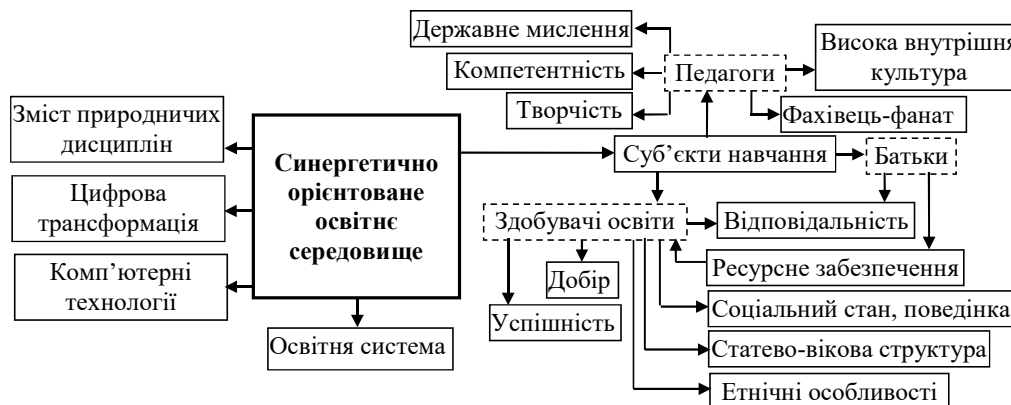 Державне мислення
Компетентність
Творчість
Педагоги
Висока внутрішня
культура
Фахівець-фанат
Зміст природничих
дисциплін
Цифрова
трансформація
Комп’ютерні
технології
Синергетично
орієнтоване
освітнє
середовище
Освітня система
Суб’єкти навчання
Батьки
Здобувачі освіти
Відповідальність
Ресурсне забезпечення
Добір
Успішність
Соціальний стан, поведінка
Статево-вікова структура
Етнічні особливості